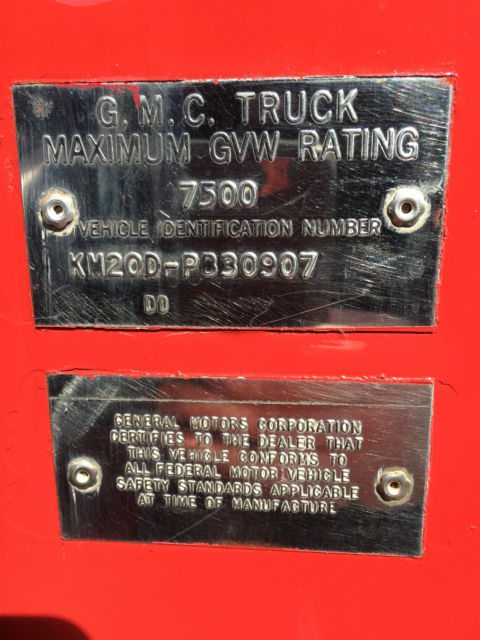 G. M. C. TRUCK
MAXIMUM GVW RATING
7500
VEHICLE IDENTIFICATION NUMBER
KM20D-P330907
DO
GENERAL MOTORS CORPORATION
CERTIFIES TO THE DEALER THAT
THIS VEHICLE CONFORMS TO
ALL FEDERAL MOTOR VEHICLE
SAFETY STANDARDS APPLICABLE
AT TIME OF MANUFACTURE